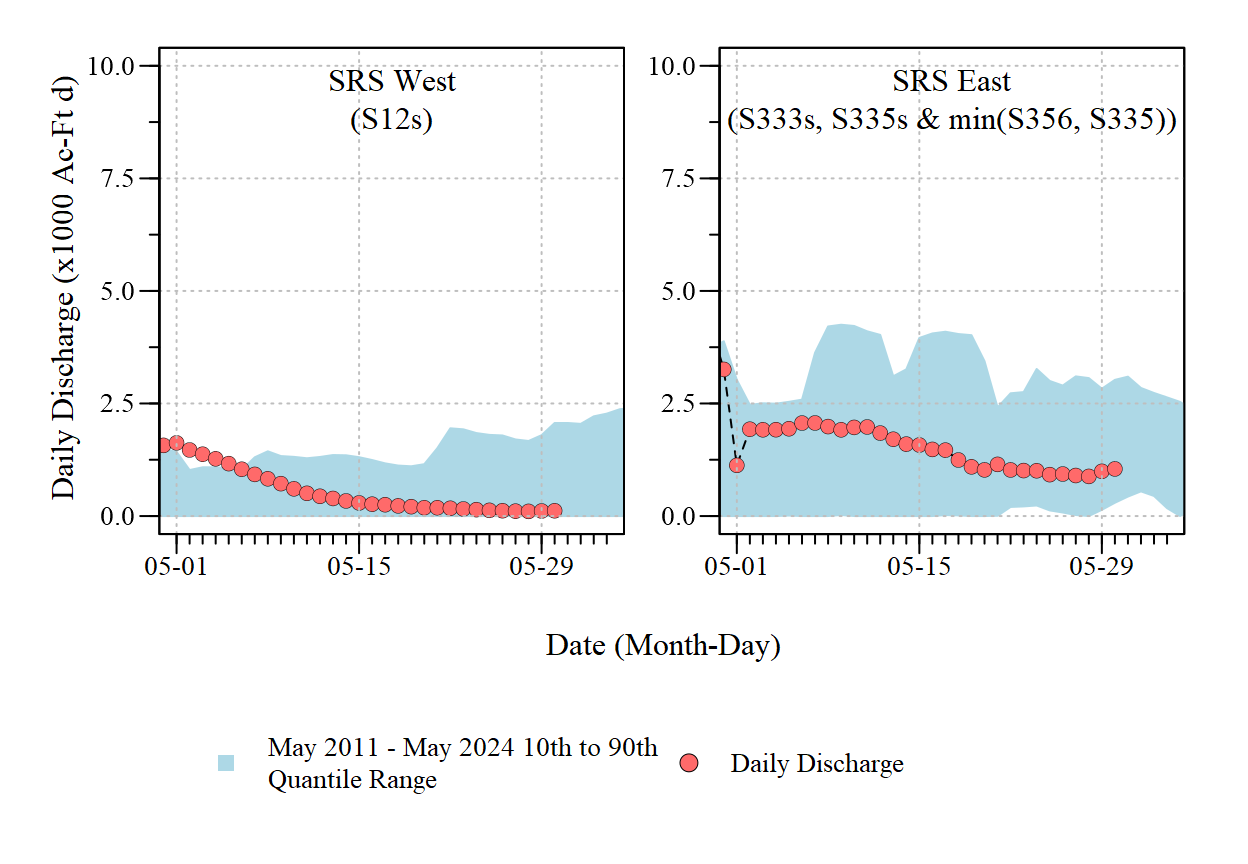 SRS West
(S12s)
SRS East
(S333s, S335s & min(S356, S335))
Daily Discharge (x1000 Ac-Ft d)
10.0
7.5
5.0
2.5
0.0
10.0
7.5
5.0
2.5
0.0
05-01
05-15
05-29
05-01
05-15
05-29
Date (Month-Day)
May 2011 - May 2024 10th to 90th
Quantile Range
Daily Discharge